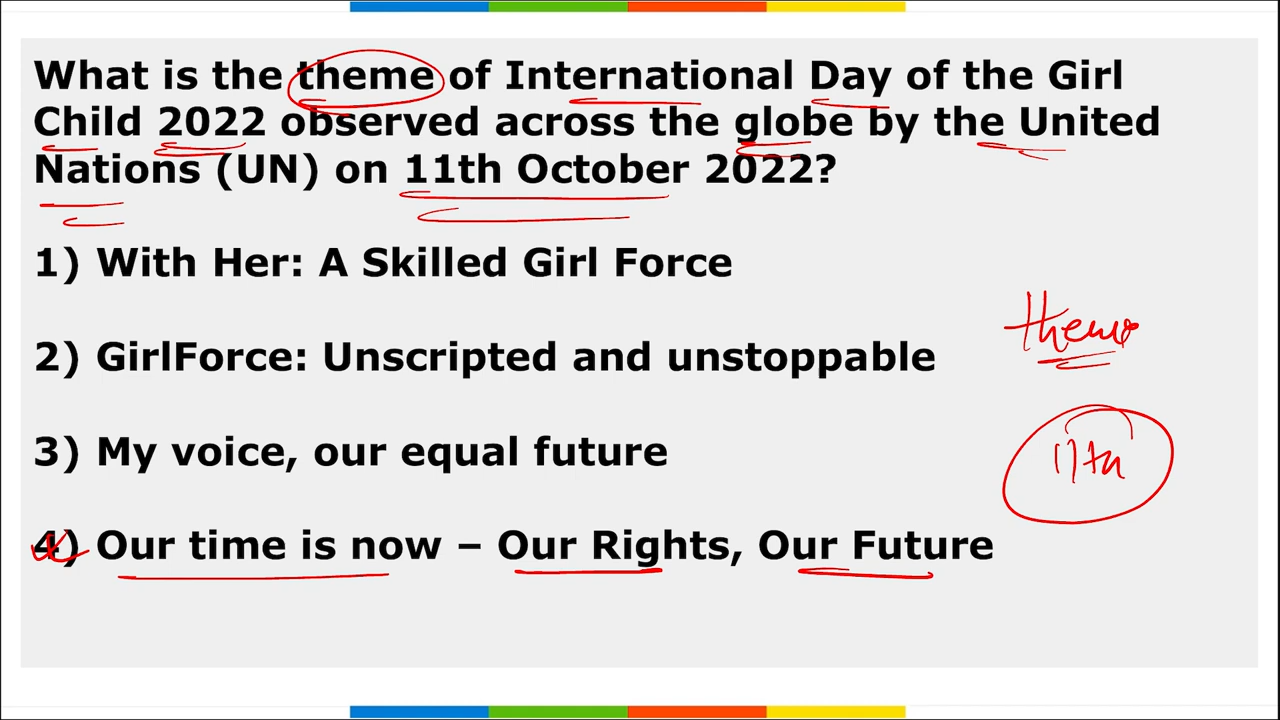 What is the theme of International Day of the Girl
Child 2022 observed across the globe by the United
Nations (UN) on 11th October 2022?
1) With Her: A Skilled Girl Force
theme
2) GirlForce: Unscripted and unstoppable
3) My voice, our equal future
11th
4) Our time is now – Our Rights, Our Future